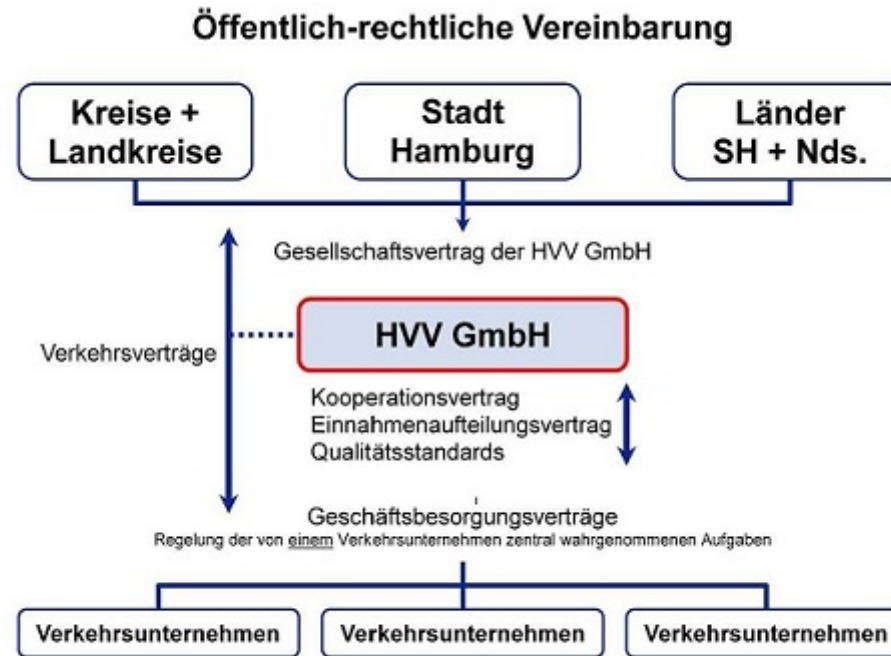 Öffentlich-rechtliche Vereinbarung
Kreise +
Landkreise
Stadt
Hamburg
Länder
SH + Nds.
Gesellschaftsvertrag der HVV GmbH
HVV GmbH
Verkehrsverträge
Kooperationsvertrag
Einnahmenaufteilungsvertrag
Qualitätsstandards
Geschäftsbesorgungsverträge
Regelung der von einem Verkehrsunternehmen zentral wahrgenommenen Aufgaben
Verkehrsunternehmen
Verkehrsunternehmen
Verkehrsunternehmen